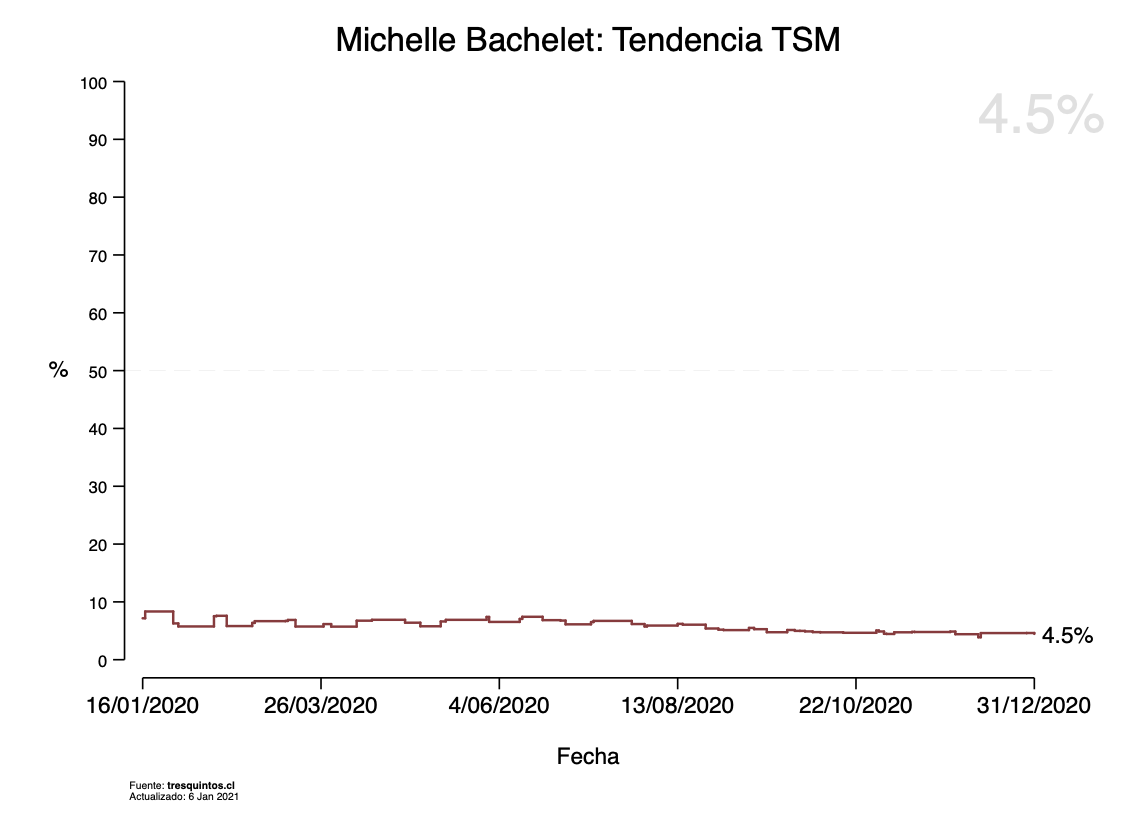 Michelle Bachelet: Tendencia TSM
4.5%
100
90
80
70
60
% 50
40
30
20
10
0
4.5%
16/01/2020 26/03/2020 4/06/2020 13/08/2020 22/10/2020 31/12/2020
Fecha
Fuente: tresquintos.cl
Actualizado: 6 Jan 2021